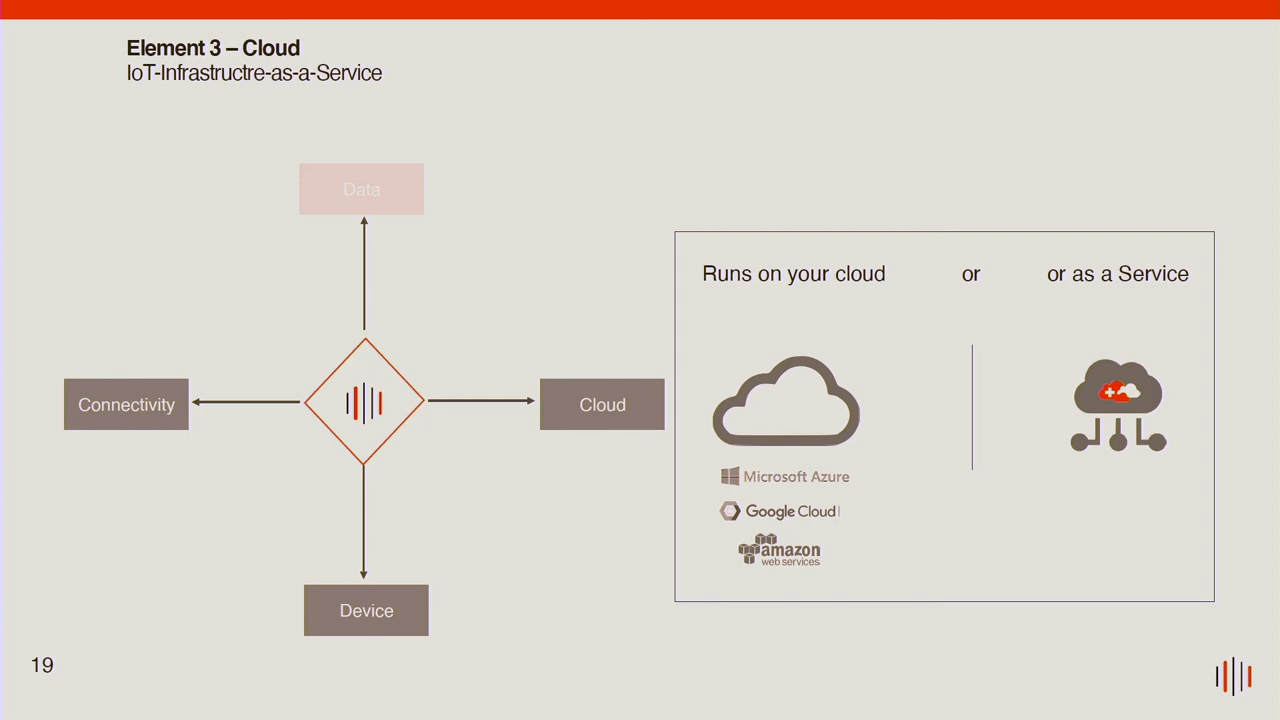 Element 3 – Cloud
IoT-Infrastructre-as-a-Service
Data
Runs on your cloud or or as a Service
Connectivity
Cloud
Microsoft Azure
Google Cloud
amazon
web services
Device
19